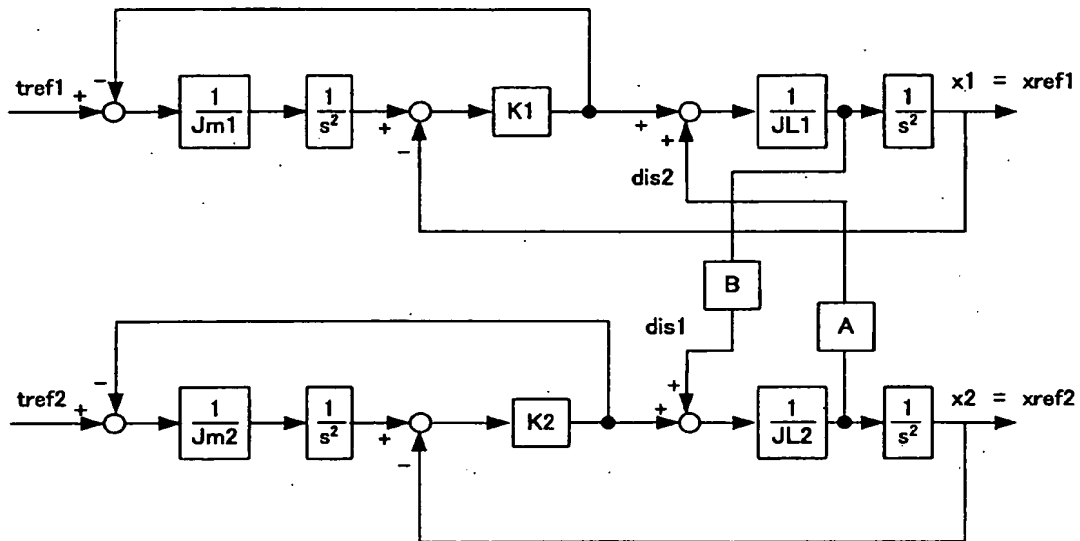 −
tref1 +
1
Jm1
1
s²
+
−
K1
+
+
dis2
1
JL1
1
s²
x1 = xref1
B
A
dis1
−
tref2 +
1
Jm2
1
s²
+
−
K2
+
+
1
JL2
1
s²
x2 = xref2